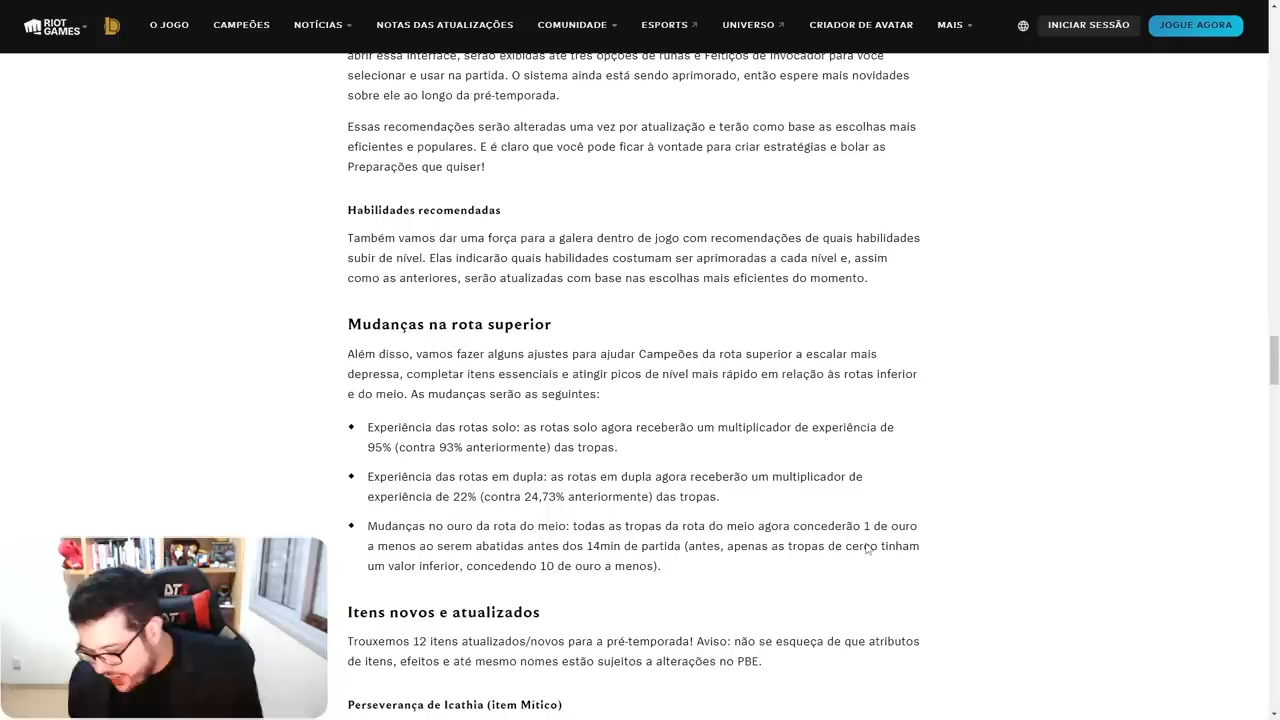 RIOT GAMES
O JOGO CAMPEÕES NOTÍCIAS NOTAS DAS ATUALIZAÇÕES COMUNIDADE ESPORTS UNIVERSO CRIADOR DE AVATAR MAIS INICIAR SESSÃO JOGUE AGORA
abrir essa interface, serão exibidas até três opções de runas e Feitiços de Invocador para você
selecionar e usar na partida. O sistema ainda está sendo aprimorado, então espere mais novidades
sobre ele ao longo da pré-temporada.
Essas recomendações serão alteradas uma vez por atualização e terão como base as escolhas mais
eficientes e populares. E é claro que você pode ficar à vontade para criar estratégias e bolar as
Preparações que quiser!
Habilidades recomendadas
Também vamos dar uma força para a galera dentro de jogo com recomendações de quais habilidades
subir de nível. Elas indicarão quais habilidades costumam ser aprimoradas a cada nível e, assim
como as anteriores, serão atualizadas com base nas escolhas mais eficientes do momento.
Mudanças na rota superior
Além disso, vamos fazer alguns ajustes para ajudar Campeões da rota superior a escalar mais
depressa, completar itens essenciais e atingir picos de nível mais rápido em relação às rotas inferior
e do meio. As mudanças serão as seguintes:
Experiência das rotas solo: as rotas solo agora receberão um multiplicador de experiência de
95% (contra 93% anteriormente) das tropas.
Experiência das rotas em dupla: as rotas em dupla agora receberão um multiplicador de
experiência de 22% (contra 24,73% anteriormente) das tropas.
Mudanças no ouro da rota do meio: todas as tropas da rota do meio agora concederão 1 de ouro
a menos ao serem abatidas antes dos 14min de partida (antes, apenas as tropas de cerco tinham
um valor inferior, concedendo 10 de ouro a menos).
Itens novos e atualizados
Trouxemos 12 itens atualizados/novos para a pré-temporada! Aviso: não se esqueça de que atributos
de itens, efeitos e até mesmo nomes estão sujeitos a alterações no PBE.
Perseverança de Icathia (item Mítico)